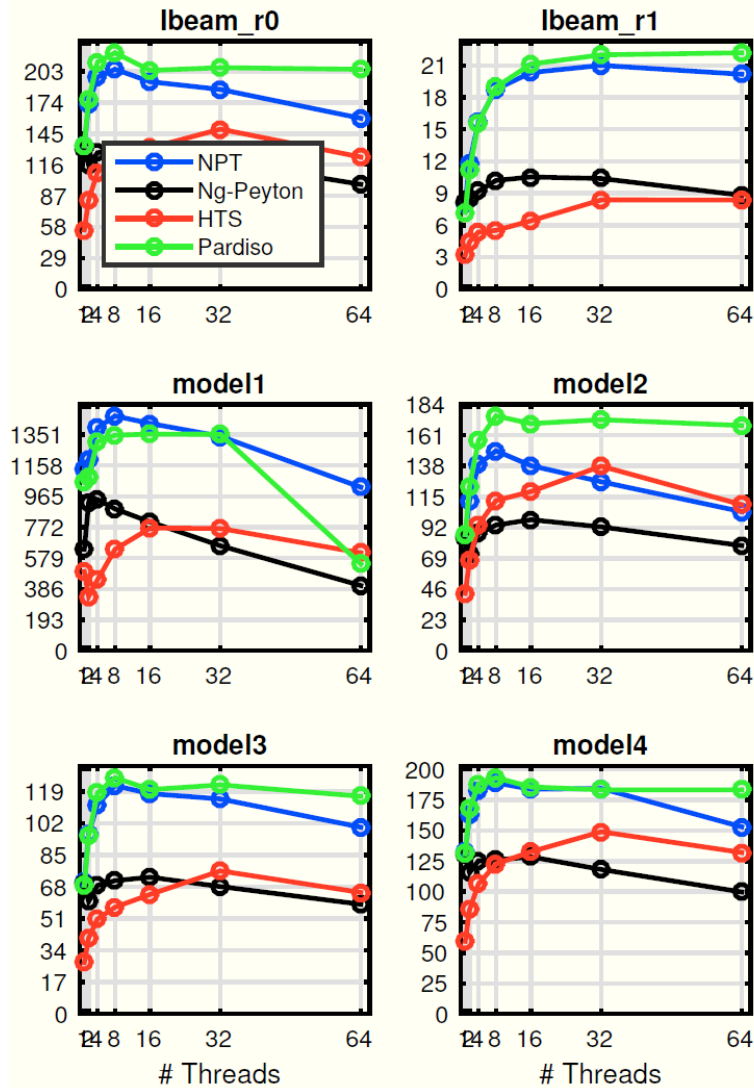 Ibeam_r0
203
174
145
116
87
58
29
0
NPT
Ng-Peyton
HTS
Pardiso
1 2 4 8 16 32 64
Ibeam_r1
21
18
15
12
9
6
3
0
1 2 4 8 16 32 64
model1
1351
1158
965
772
579
386
193
0
1 2 4 8 16 32 64
model2
184
161
138
115
92
69
46
23
0
1 2 4 8 16 32 64
model3
119
102
85
68
51
34
17
0
1 2 4 8 16 32 64
# Threads
model4
200
175
150
125
100
75
50
25
0
1 2 4 8 16 32 64
# Threads